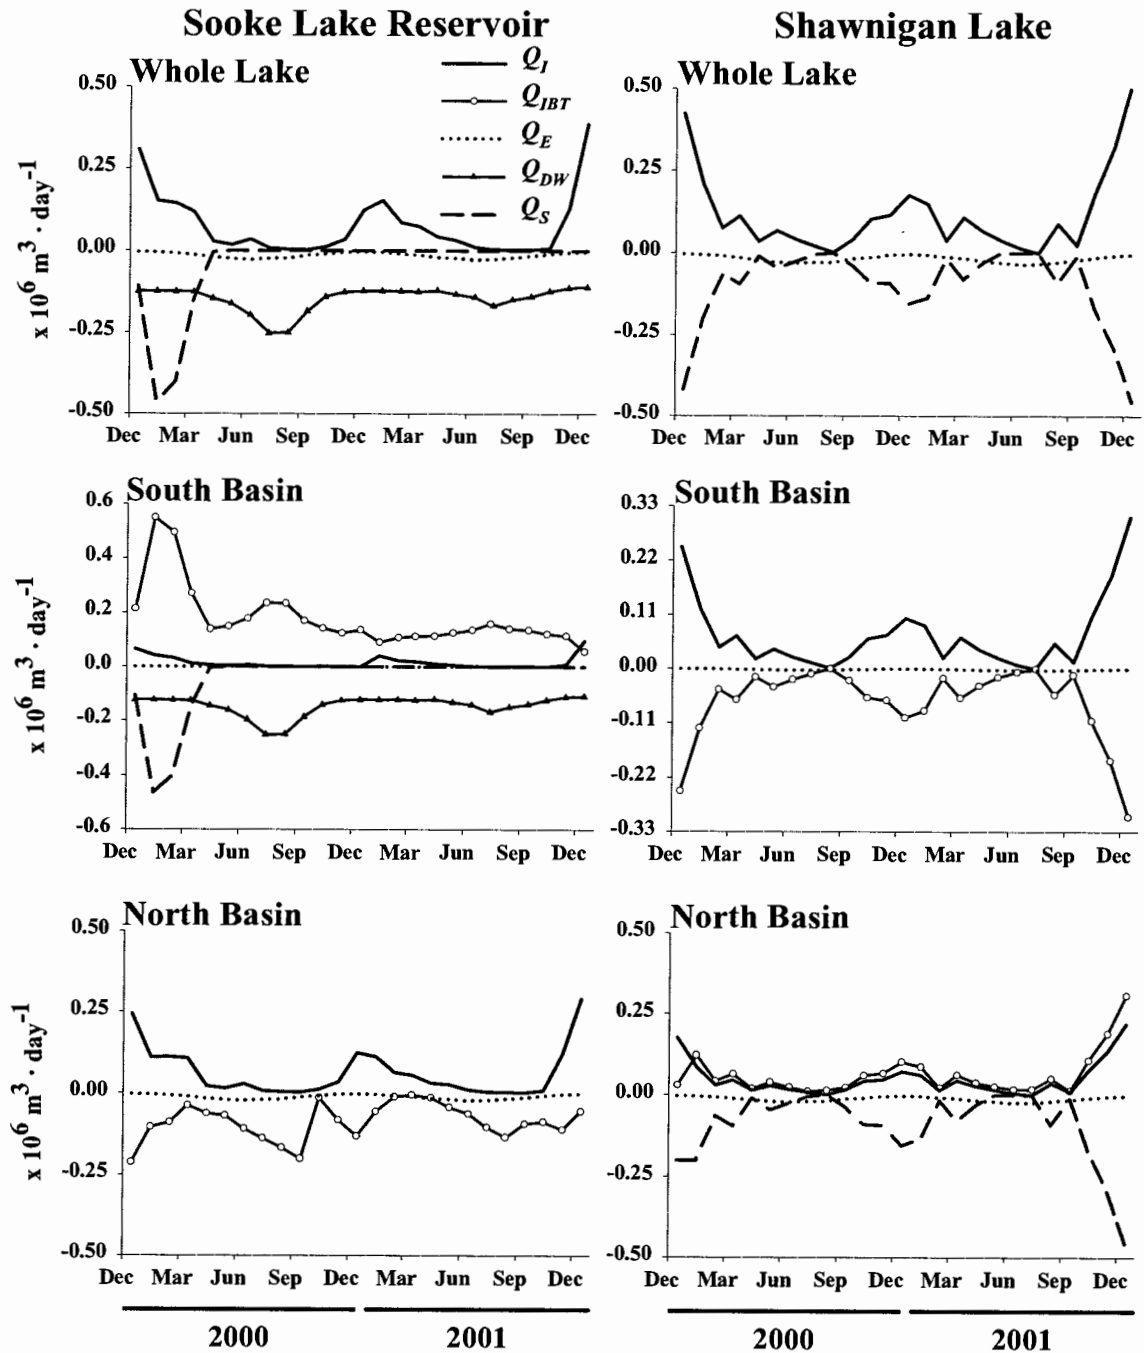 Sooke Lake Reservoir
Shawnigan Lake
Whole Lake
Q_I
Q_IBT
Q_E
Q_DW
Q_S
x 10^6 m^3 · day^-1
0.50
0.25
0.00
-0.25
-0.50
Dec Mar Jun Sep Dec Mar Jun Sep Dec
Whole Lake
0.50
0.25
0.00
-0.25
-0.50
Dec Mar Jun Sep Dec Mar Jun Sep Dec
South Basin
x 10^6 m^3 · day^-1
0.6
0.4
0.2
0.0
-0.2
-0.4
-0.6
Dec Mar Jun Sep Dec Mar Jun Sep Dec
South Basin
0.33
0.22
0.11
0.00
-0.11
-0.22
-0.33
Dec Mar Jun Sep Dec Mar Jun Sep Dec
North Basin
x 10^6 m^3 · day^-1
0.50
0.25
0.00
-0.25
-0.50
Dec Mar Jun Sep Dec Mar Jun Sep Dec
2000 2001
North Basin
0.50
0.25
0.00
-0.25
-0.50
Dec Mar Jun Sep Dec Mar Jun Sep Dec
2000 2001